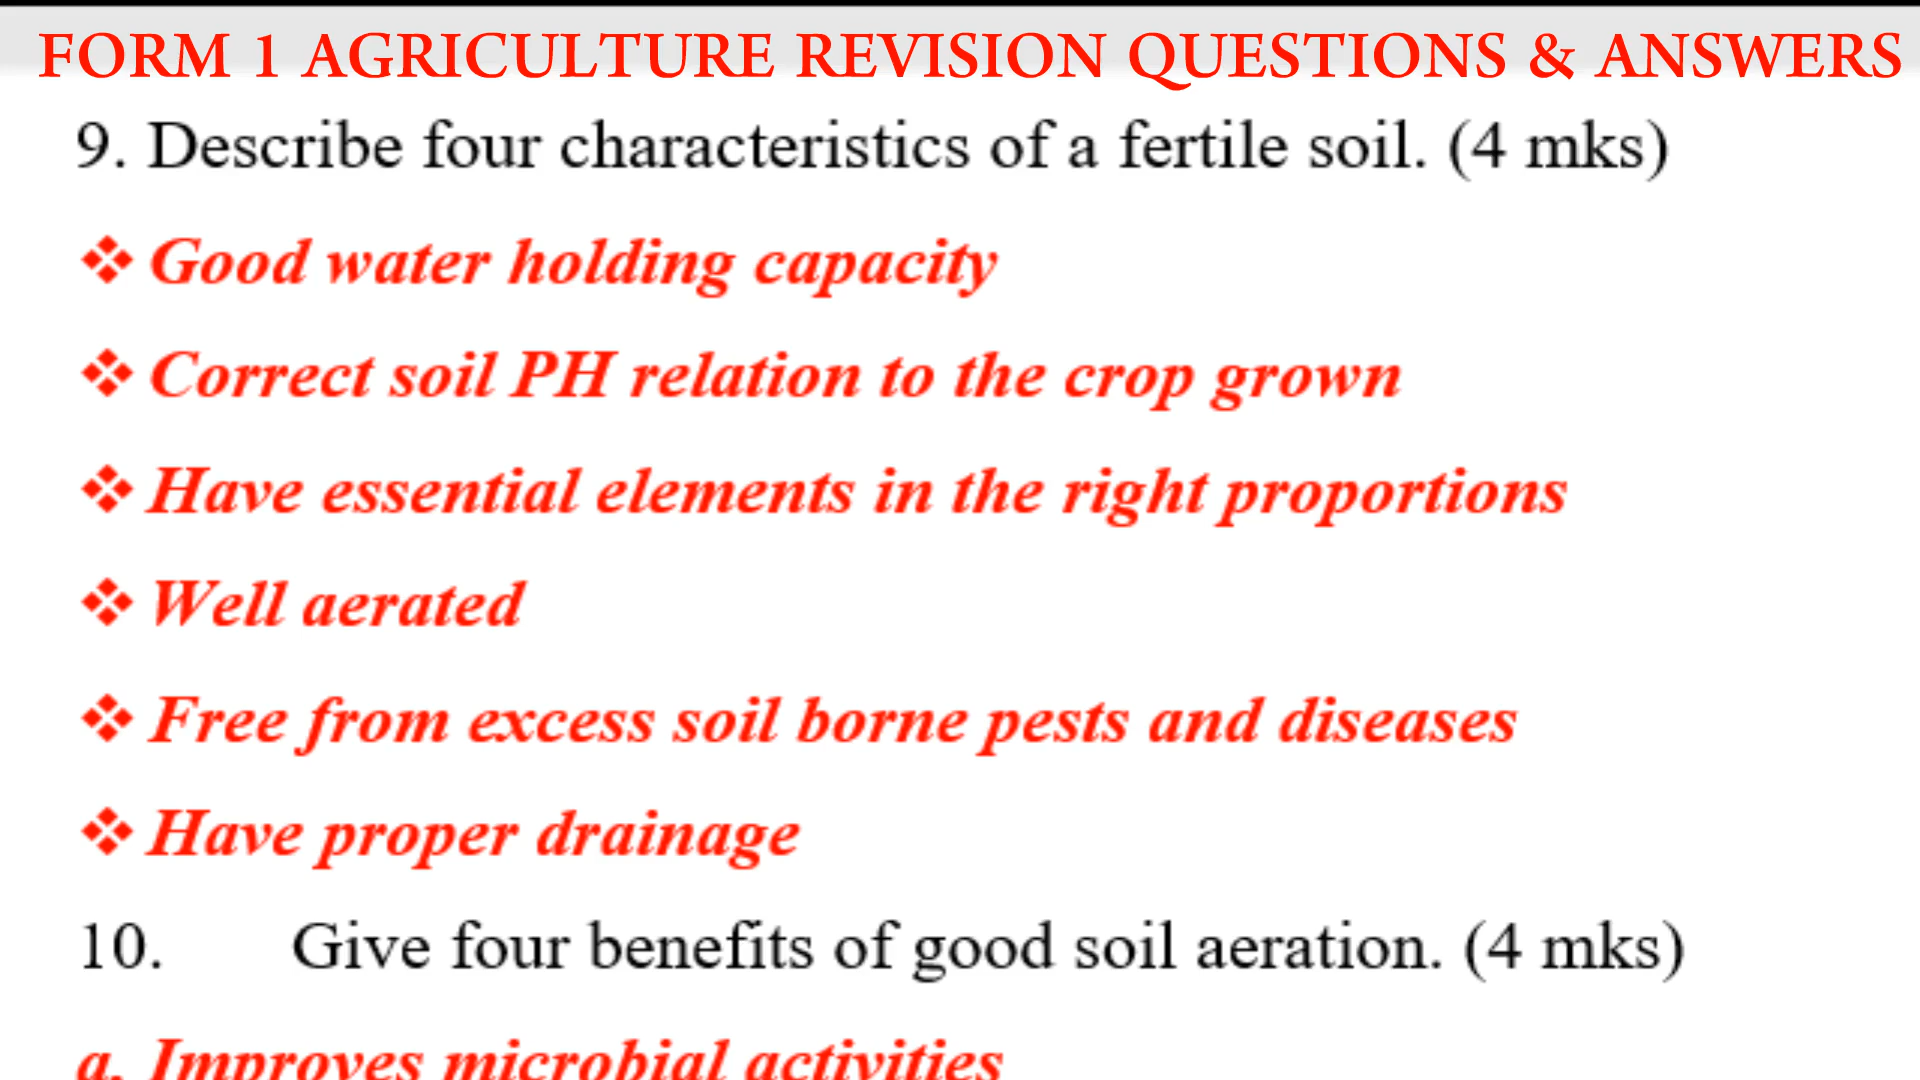 FORM 1 AGRICULTURE REVISION QUESTIONS & ANSWERS
9. Describe four characteristics of a fertile soil. (4 mks)
❖ Good water holding capacity
❖ Correct soil PH relation to the crop grown
❖ Have essential elements in the right proportions
❖ Well aerated
❖ Free from excess soil borne pests and diseases
❖ Have proper drainage
10. Give four benefits of good soil aeration. (4 mks)
a. Improves microbial activities